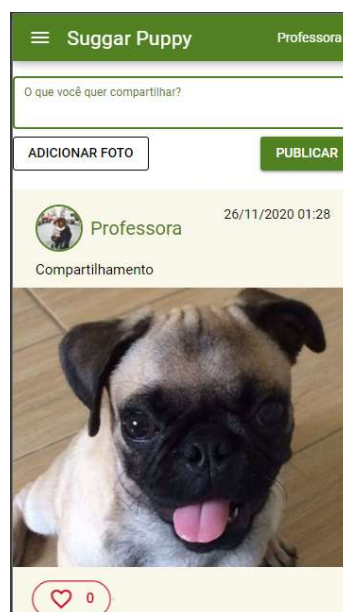 Suggar Puppy Professora
O que você quer compartilhar?
ADICIONAR FOTO PUBLICAR
26/11/2020 01:28
Professora
Compartilhamento
0